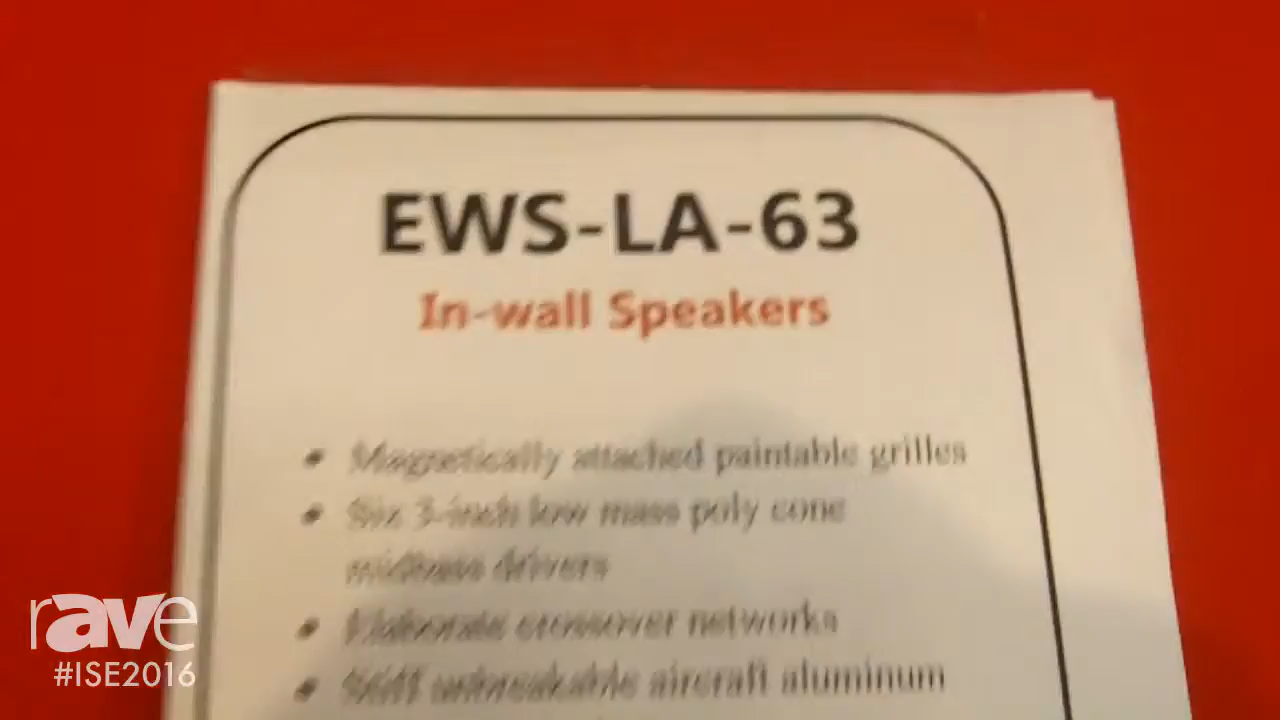 EWS-LA-63
In-wall Speakers
• Magnetically attached paintable grilles
• Six 3-inch low mass poly cone
midbass drivers
• Elaborate crossover networks
• Stiff unbreakable aircraft aluminum
rave
#ISE2016